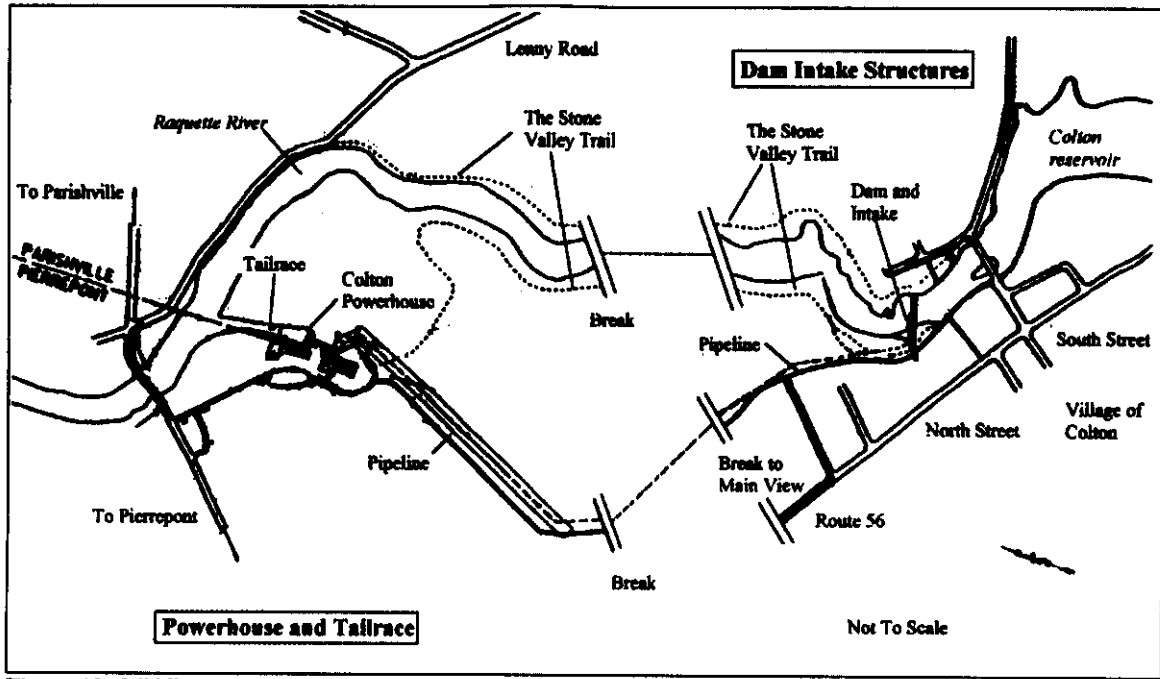 Lenny Road
Dam Intake Structures
Raquette River
The Stone
Valley Trail
The Stone
Valley Trail
Colton
reservoir
To Parishville
Dam and
Intake
PARISHVILLE
PIERREPONT
Tailrace
Colton
Powerhouse
Break
Pipeline
South Street
Village of
Colton
North Street
Pipeline
Break to
Main View
To Pierrepont
Route 56
Break
Powerhouse and Tailrace
Not To Scale